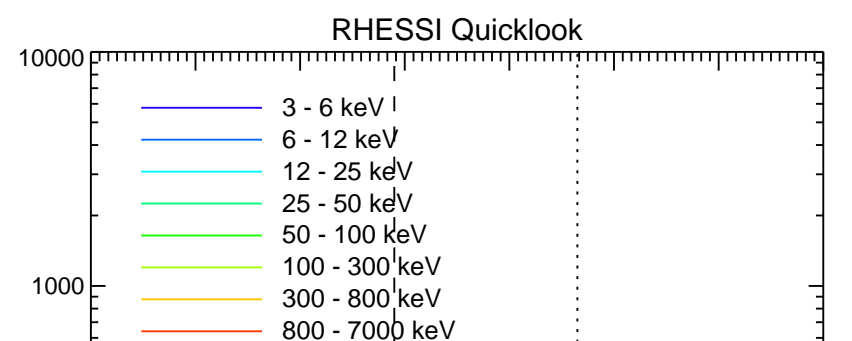 RHESSI Quicklook
10000
3 - 6 keV
6 - 12 keV
12 - 25 keV
25 - 50 keV
50 - 100 keV
100 - 300 keV
1000
300 - 800 keV
800 - 7000 keV